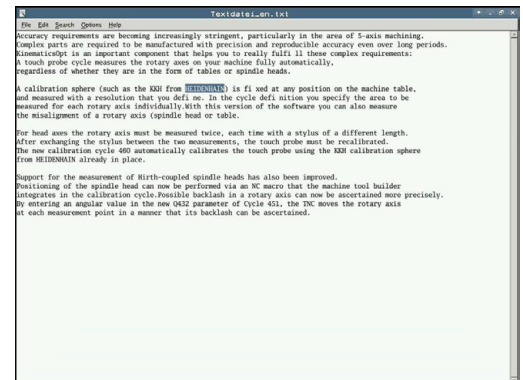 Textdatei_en.txt
File Edit Search Options Help
Accuracy requirements are becoming increasingly stringent, particularly in the area of 5-axis machining.
Complex parts are required to be manufactured with precision and reproducible accuracy even over long periods.
KinematicsOpt is an important component that helps you to really fulfi ll these complex requirements:
A touch probe cycle measures the rotary axes on your machine fully automatically,
regardless of whether they are in the form of tables or spindle heads.
A calibration sphere (such as the KKH from HEIDENHAIN) is fi xed at any position on the machine table,
and measured with a resolution that you defi ne. In the cycle defi nition you specify the area to be
measured for each rotary axis individually.With this version of the software you can also measure
the misalignment of a rotary axis (spindle head or table.
For head axes the rotary axis must be measured twice, each time with a stylus of a different length.
After exchanging the stylus between the two measurements, the touch probe must be recalibrated.
The new calibration cycle 460 automatically calibrates the touch probe using the KKH calibration sphere
from HEIDENHAIN already in place.
Support for the measurement of Hirth-coupled spindle heads has also been improved.
Positioning of the spindle head can now be performed via an NC macro that the machine tool builder
integrates in the calibration cycle.Possible backlash in a rotary axis can now be ascertained more precisely.
By entering an angular value in the new Q432 parameter of Cycle 451, the TNC moves the rotary axis
at each measurement point in a manner that its backlash can be ascertained.